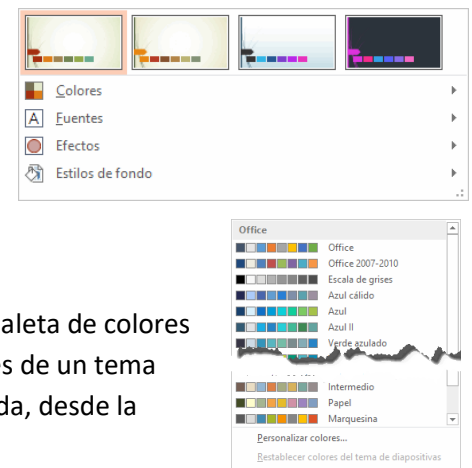 Colores
Fuentes
Efectos
Estilos de fondo
Office
Office
Office 2007-2010
Escala de grises
Azul cálido
Azul
Azul II
Verde azulado
Intermedio
Papel
Marquesina
Personalizar colores...
Restablecer colores del tema de diapositivas
aleta de colores
es de un tema
da, desde la